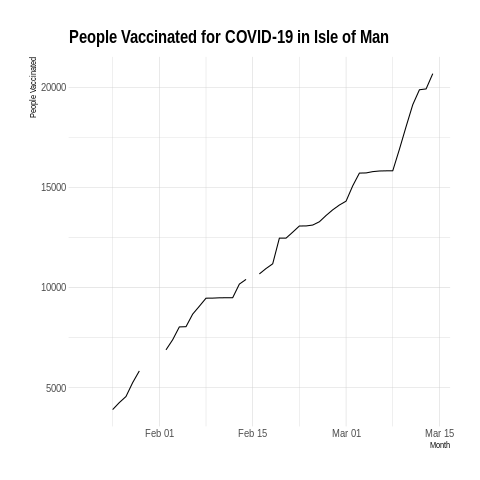 People Vaccinated for COVID-19 in Isle of Man
People Vaccinated
20000
15000
10000
5000
Feb 01
Feb 15
Mar 01
Mar 15
Month